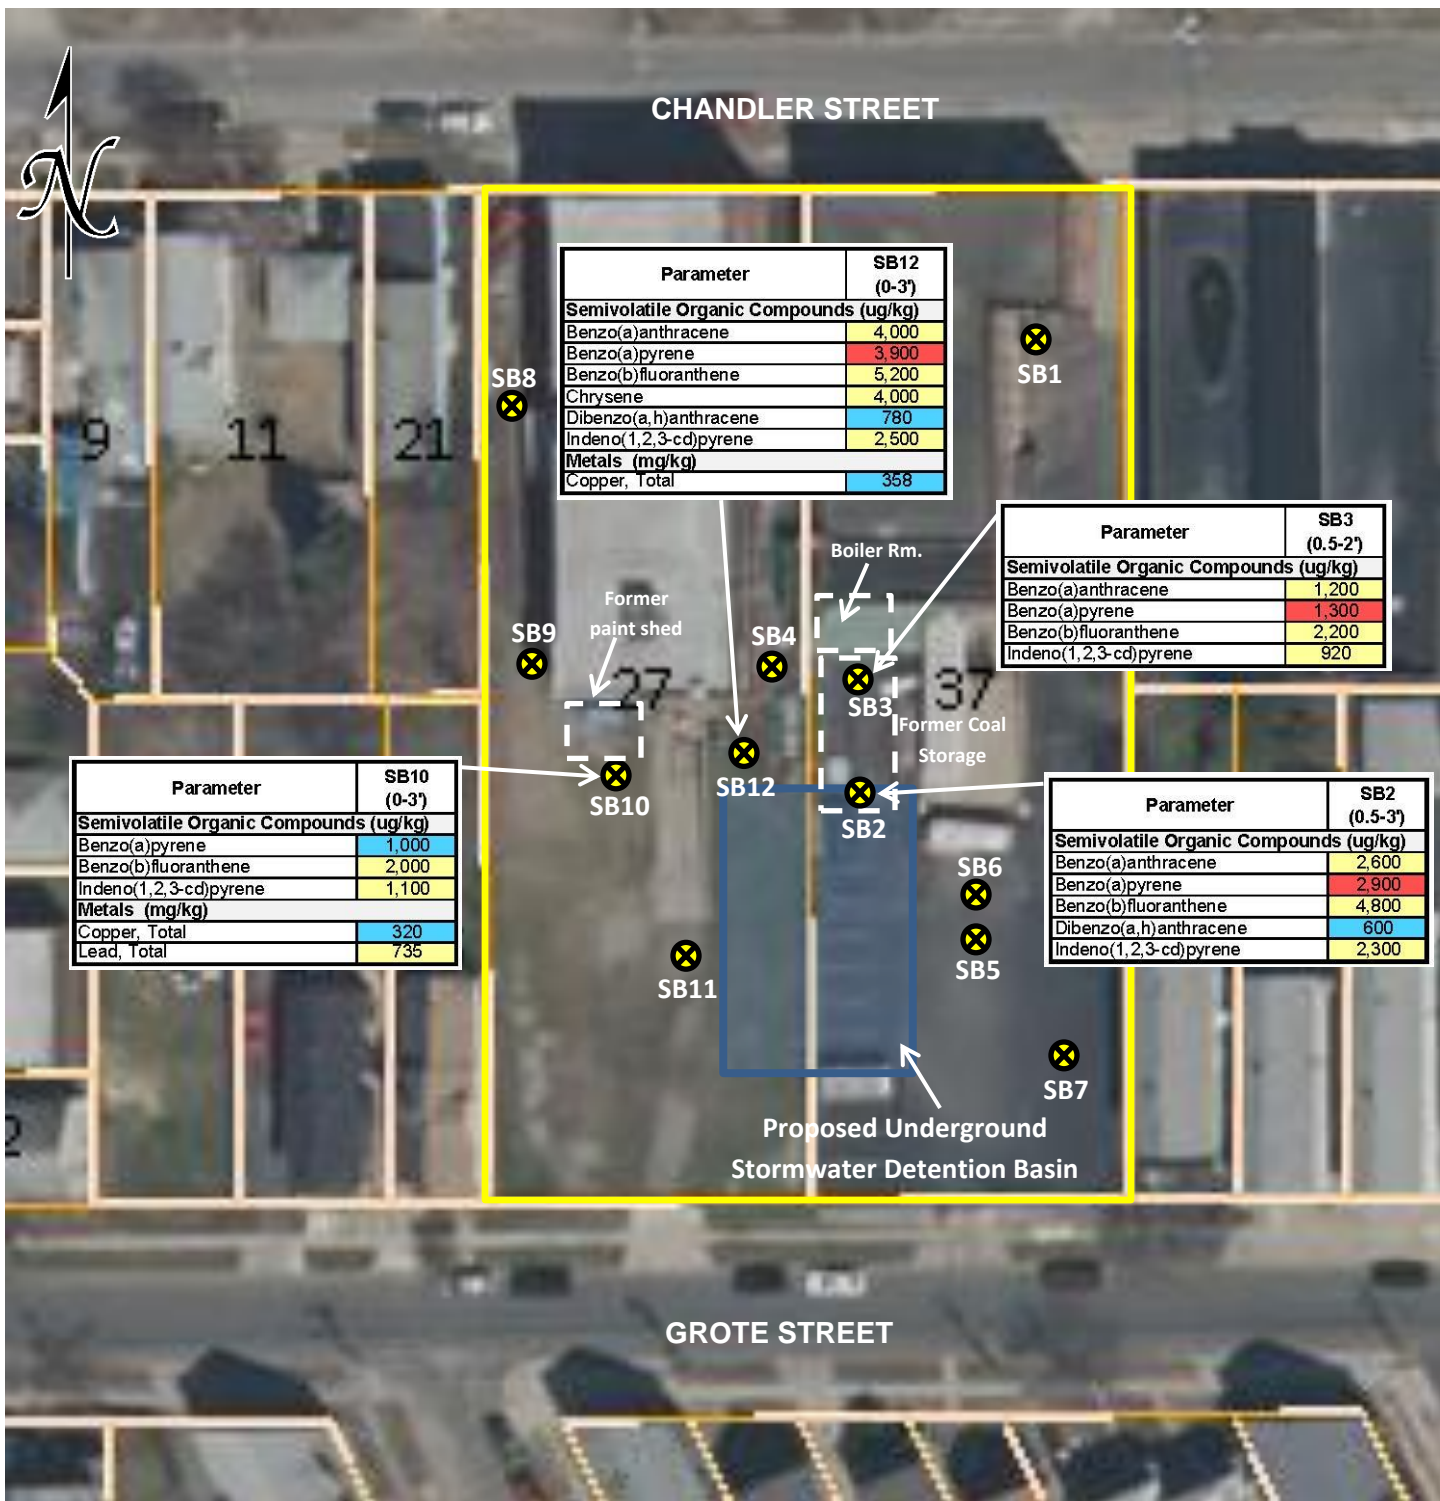 N
CHANDLER STREET
Parameter SB12
(0-3')
Semivolatile Organic Compounds (ug/kg)
Benzo(a)anthracene 4,000
Benzo(a)pyrene 3,900
Benzo(b)fluoranthene 5,200
Chrysene 4,000
Dibenzo(a,h)anthracene 780
Indeno(1,2,3-cd)pyrene 2,500
Metals (mg/kg)
Copper, Total 358
SB8
SB1
9
11
21
Parameter SB3
(0.5-2')
Semivolatile Organic Compounds (ug/kg)
Benzo(a)anthracene 1,200
Benzo(a)pyrene 1,300
Benzo(b)fluoranthene 2,200
Indeno(1,2,3-cd)pyrene 920
Boiler Rm.
Former
paint shed
SB9
SB4
27
37
SB3
Former Coal
Storage
SB10
SB12
SB2
Parameter SB10
(0-3')
Semivolatile Organic Compounds (ug/kg)
Benzo(a)pyrene 1,000
Benzo(b)fluoranthene 2,000
Indeno(1,2,3-cd)pyrene 1,100
Metals (mg/kg)
Copper, Total 320
Lead, Total 735
Parameter SB2
(0.5-3')
Semivolatile Organic Compounds (ug/kg)
Benzo(a)anthracene 2,600
Benzo(a)pyrene 2,900
Benzo(b)fluoranthene 4,800
Dibenzo(a,h)anthracene 600
Indeno(1,2,3-cd)pyrene 2,300
SB6
SB5
SB11
SB7
2
Proposed Underground
Stormwater Detention Basin
GROTE STREET